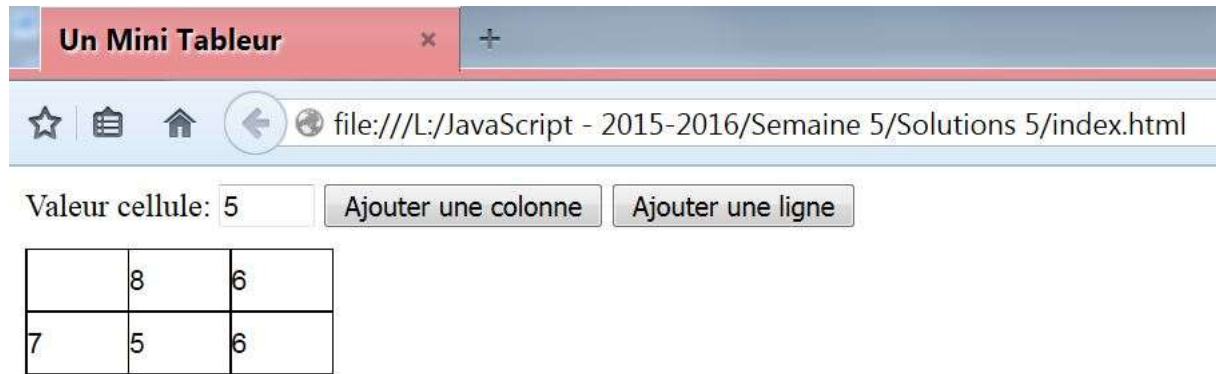 Un Mini Tableur
file:///L:/JavaScript - 2015-2016/Semaine 5/Solutions 5/index.html
Valeur cellule: 5 Ajouter une colonne Ajouter une ligne
8 6
7 5 6